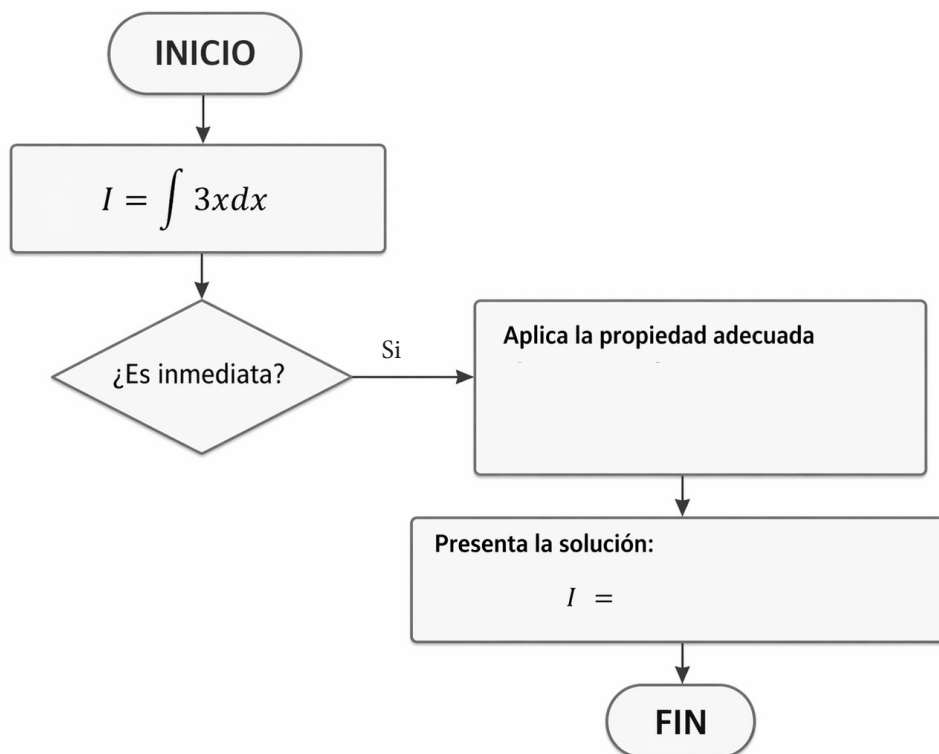 INICIO
I = ∫ 3xdx
¿Es inmediata?
Si
Aplica la propiedad adecuada
Presenta la solución:
I =
FIN